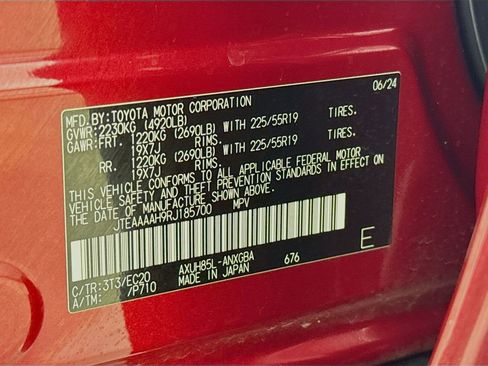 MFD.BY:TOYOTA MOTOR CORPORATION 06/24
GVWR:2230KG (4920LB)
GAWR:FRT. 1220KG (2690LB) WITH 225/55R19 TIRES.
19X7J RIMS.
RR. 1220KG (2690LB) WITH 225/55R19 TIRES.
19X7J RIMS.
THIS VEHICLE CONFORMS TO ALL APPLICABLE FEDERAL MOTOR
VEHICLE SAFETY AND THEFT PREVENTION STANDARDS IN EFFECT ON
THE DATE OF MANUFACTURE SHOWN ABOVE.
JTEAAAAH9RJ185700 MPV
C/TR:3T3/EC20 AXUH85L-ANXGBA 676
A/TM: /P710 MADE IN JAPAN
E